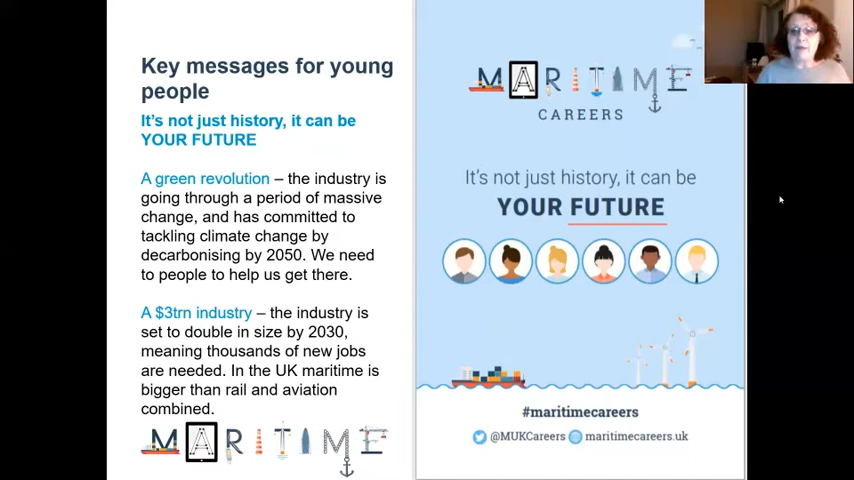 Key messages for young
people
It's not just history, it can be
YOUR FUTURE
A green revolution – the industry is
going through a period of massive
change, and has committed to
tackling climate change by
decarbonising by 2050. We need
to people to help us get there.
A $3trn industry – the industry is
set to double in size by 2030,
meaning thousands of new jobs
are needed. In the UK maritime is
bigger than rail and aviation
combined.
MARITIME
MARITIME
CAREERS
It's not just history, it can be
YOUR FUTURE
#maritimecareers
@MUKCareers maritimecareers.uk